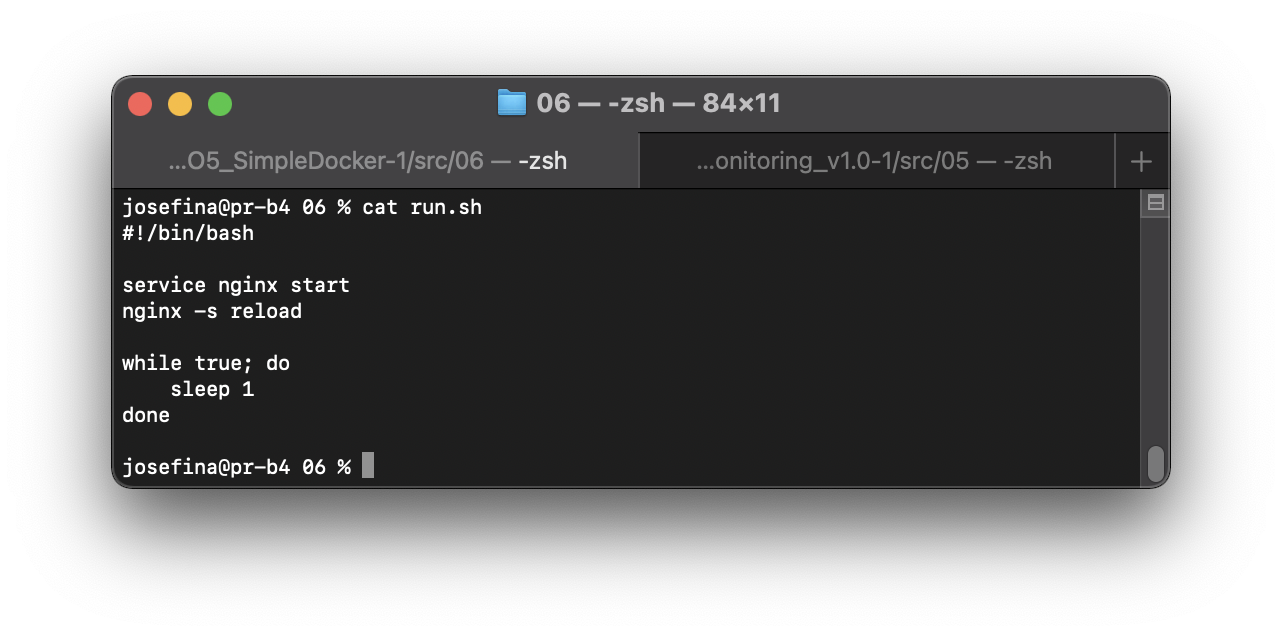 06 — -zsh — 84×11
...O5_SimpleDocker-1/src/06 — -zsh
...onitoring_v1.0-1/src/05 — -zsh
josefina@pr-b4 06 % cat run.sh
#!/bin/bash
service nginx start
nginx -s reload
while true; do
    sleep 1
done
josefina@pr-b4 06 %